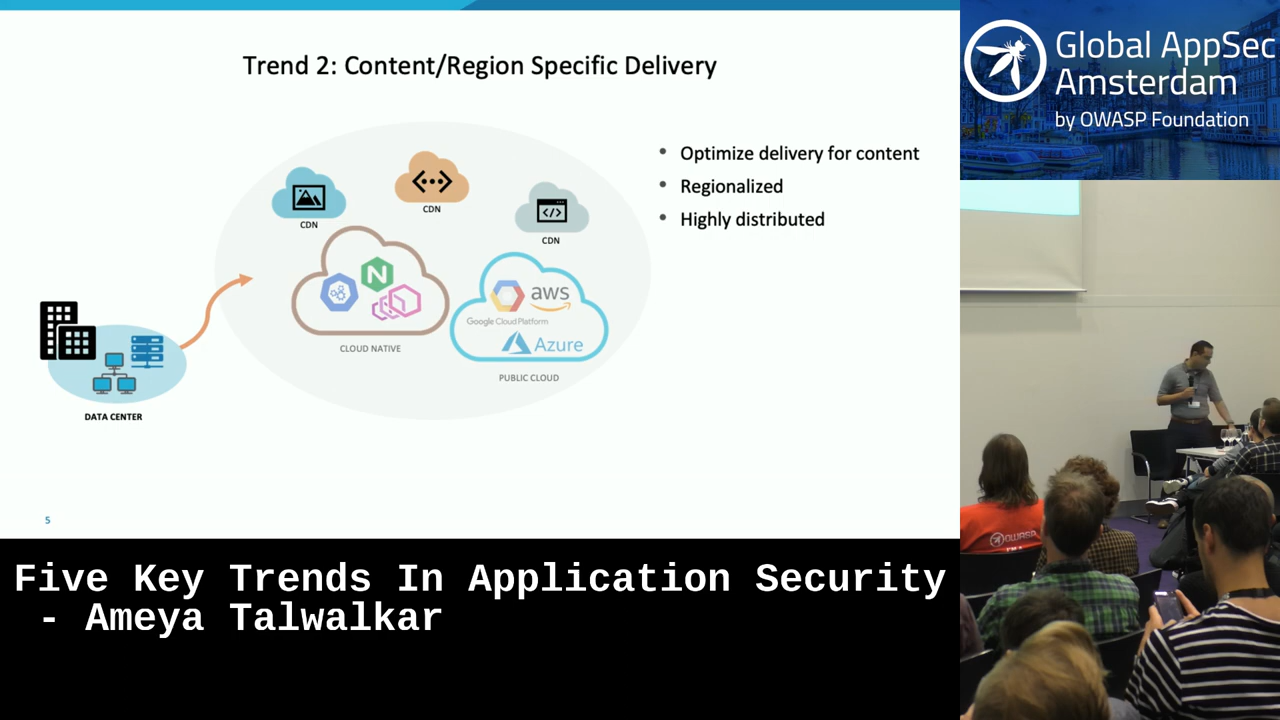 Trend 2: Content/Region Specific Delivery
CDN
CDN
CDN
Optimize delivery for content
Regionalized
Highly distributed
N
aws
Google Cloud Platform
Azure
CLOUD NATIVE
PUBLIC CLOUD
DATA CENTER
5
Global AppSec
Amsterdam
by OWASP Foundation
OWASP
Five Key Trends In Application Security
- Ameya Talwalkar